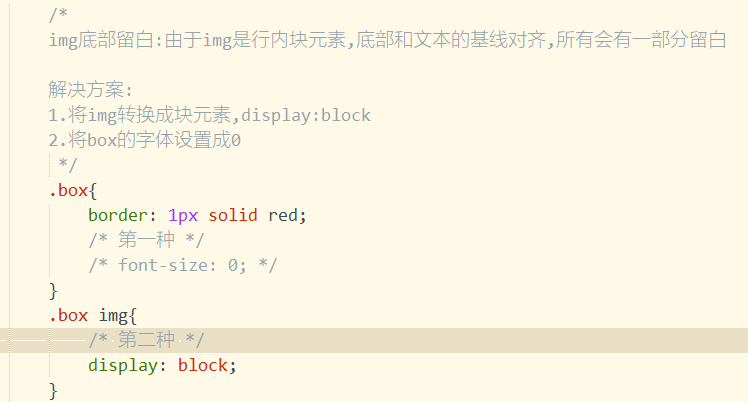 /*
img底部留白:由于img是行内块元素,底部和文本的基线对齐,所有会有一部分留白
解决方案:
1.将img转换成块元素,display:block
2.将box的字体设置成0
*/
.box{
border: 1px solid red;
/* 第一种 */
/* font-size: 0; */
}
.box img{
/* 第二种 */
display: block;
}